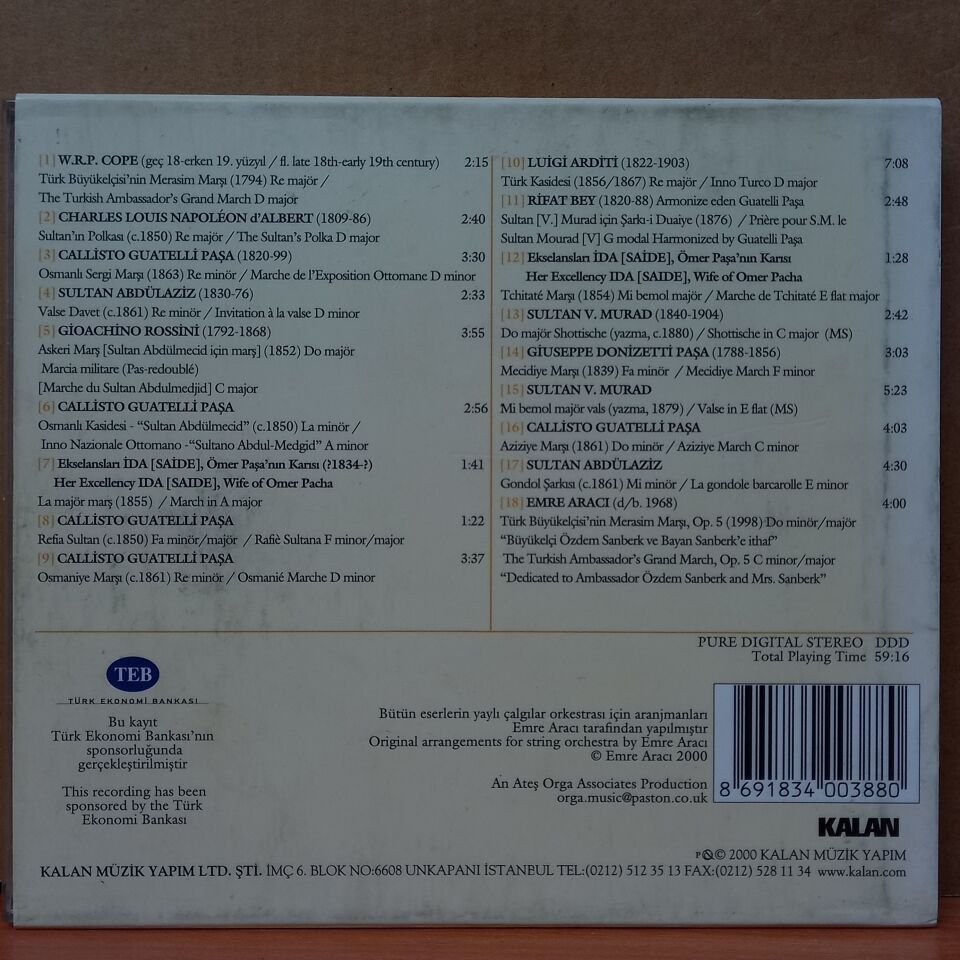 [1] W.R.P. COPE (geç 18-erken 19. yüzyıl / fl. late 18th-early 19th century) 2:15
Türk Büyükelçisi'nin Merasim Marşı (1794) Re majör /
The Turkish Ambassador's Grand March D major
[2] CHARLES LOUIS NAPOLÉON d'ALBERT (1809-86) 2:40
Sultan'ın Polkası (c.1850) Re majör / The Sultan's Polka D major
[3] CALLİSTO GUATELLİ PAŞA (1820-99) 3:30
Osmanlı Sergi Marşı (1863) Re minör / Marche de l'Exposition Ottomane D minor
[4] SULTAN ABDÜLAZİZ (1830-76) 2:33
Valse Davet (c.1861) Re minör / Invitation à la valse D minor
[5] GİOACHİNO ROSSİNİ (1792-1868) 3:55
Askeri Marş [Sultan Abdülmecid için marş] (1852) Do majör
Marcia militare (Pas-redoublé)
[Marche du Sultan Abdulmedjid] C major
[6] CALLİSTO GUATELLİ PAŞA 2:56
Osmanlı Kasidesi - "Sultan Abdülmecid" (c.1850) La minör /
Inno Nazionale Ottomano -"Sultano Abdul-Medgid" A minor
[7] Ekselansları İDA [SAİDE], Ömer Paşa'nın Karısı (?1834-?) 1:41
Her Excellency IDA [SAIDE], Wife of Omer Pacha
La majör marş (1855) / March in A major
[8] CALLİSTO GUATELLİ PAŞA 1:22
Refia Sultan (c.1850) Fa minör/majör ve Rafiè Sultana F minor/major
[9] CALLİSTO GUATELLİ PAŞA 3:37
Osmaniye Marşı (c.1861) Re minör / Osmanié Marche D minor
[10] LUİGİ ARDİTİ (1822-1903) 7:08
Türk Kasidesi (1856/1867) Re majör / Inno Turco D major
[11] RİFAT BEY (1820-88) Armonize eden Guatelli Paşa 2:48
Sultan [V.] Murad için Şarkı-i Duaiye (1876) / Prière pour S.M. le
Sultan Mourad [V] G modal Harmonized by Guatelli Paşa
[12] Ekselansları İDA [SAİDE], Ömer Paşa'nın Karısı 1:28
Her Excellency IDA [SAIDE], Wife of Omer Pacha
Tchitaté Marşı (1854) Mi bemol majör / Marche de Tchitaté E flat major
[13] SULTAN V. MURAD (1840-1904) 2:42
Do majör Shottische (yazma, c.1880) / Shottische in C major (MS)
[14] GİUSEPPE DONİZETTİ PAŞA (1788-1856) 3:03
Mecidiye Marşı (1839) Fa minör / Mecidiye March F minor
[15] SULTAN V. MURAD 5:23
Mi bemol majör vals (yazma, 1879) / Valse in E flat (MS)
[16] CALLİSTO GUATELLİ PAŞA 4:03
Aziziye Marşı (1861) Do minör / Aziziye March C minor
[17] SULTAN ABDÜLAZİZ 4:30
Gondol Şarkısı (c.1861) Mi minör / La gondole barcarolle E minor
[18] EMRE ARACI (d/b. 1968) 4:00
Türk Büyükelçisi'nin Merasim Marşı, Op. 5 (1998) Do minör/majör
"Büyükelçi Özdem Sanberk ve Bayan Sanberk'e ithaf"
The Turkish Ambassador's Grand March, Op. 5 C minor/major
"Dedicated to Ambassador Özdem Sanberk and Mrs. Sanberk"
PURE DIGITAL STEREO DDD
Total Playing Time 59:16
TEB
TÜRK EKONOMİ BANKASI
Bu kayıt
Türk Ekonomi Bankası'nın
sponsorluğunda
gerçekleştirilmiştir
This recording has been
sponsored by the Türk
Ekonomi Bankası
Bütün eserlerin yaylı çalgılar orkestrası için aranjmanları
Emre Aracı tarafından yapılmıştır
Original arrangements for string orchestra by Emre Aracı
© Emre Aracı 2000
An Ateş Orga Associates Production
orga.music@paston.co.uk
8 691834 003880
KALAN
℗© 2000 KALAN MÜZİK YAPIM
KALAN MÜZİK YAPIM LTD. ŞTİ. İMÇ 6. BLOK NO:6608 UNKAPANI İSTANBUL TEL:(0212) 512 35 13 FAX:(0212) 528 11 34 www.kalan.com